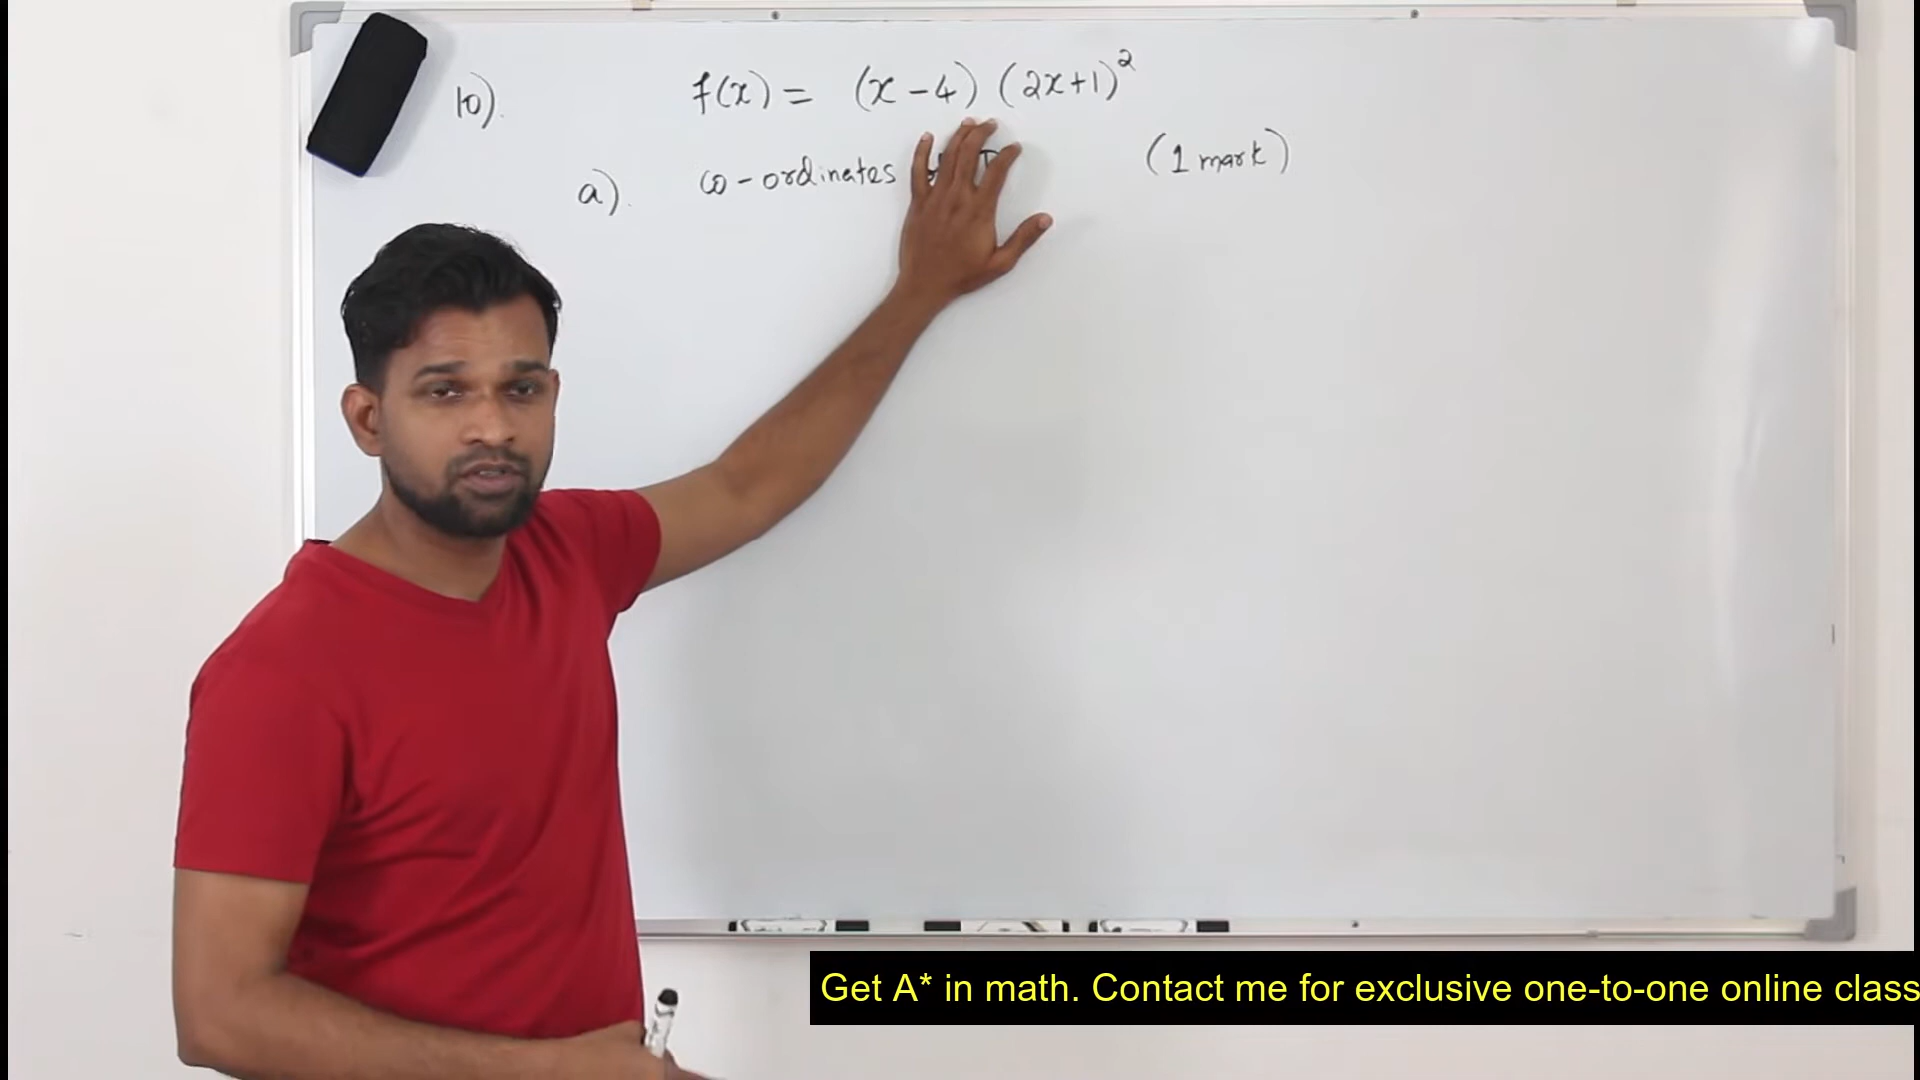 10).
f(x) = (x - 4) (2x+1)²
a). co-ordinates (1 mark)
Get A* in math. Contact me for exclusive one-to-one online class